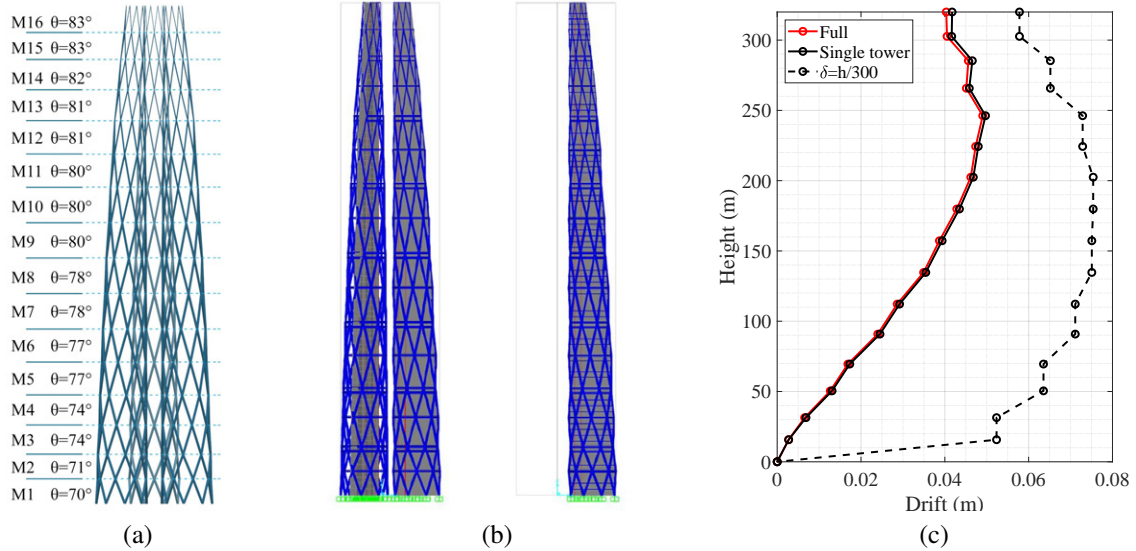 M16 θ=83°
M15 θ=83°
M14 θ=82°
M13 θ=81°
M12 θ=81°
M11 θ=80°
M10 θ=80°
M9 θ=80°
M8 θ=78°
M7 θ=78°
M6 θ=77°
M5 θ=77°
M4 θ=74°
M3 θ=74°
M2 θ=71°
M1 θ=70°
(a)
(b)
Full
Single tower
δ=h/300
Height (m)
300
250
200
150
100
50
0
0 0.02 0.04 0.06 0.08
Drift (m)
(c)